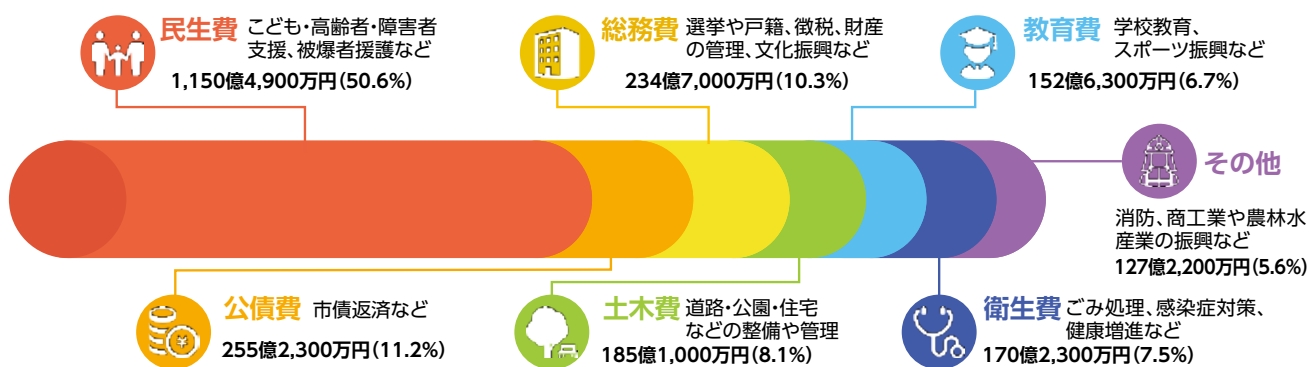 民生費
こども・高齢者・障害者
支援、被爆者援護など
1,150億4,900万円(50.6%)
総務費
選挙や戸籍、徴税、財産
の管理、文化振興など
234億7,000万円(10.3%)
教育費
学校教育、
スポーツ振興など
152億6,300万円(6.7%)
その他
消防、商工業や農林水
産業の振興など
127億2,200万円(5.6%)
公債費
市債返済など
255億2,300万円(11.2%)
土木費
道路・公園・住宅
などの整備や管理
185億1,000万円(8.1%)
衛生費
ごみ処理、感染症対策、
健康増進など
170億2,300万円(7.5%)